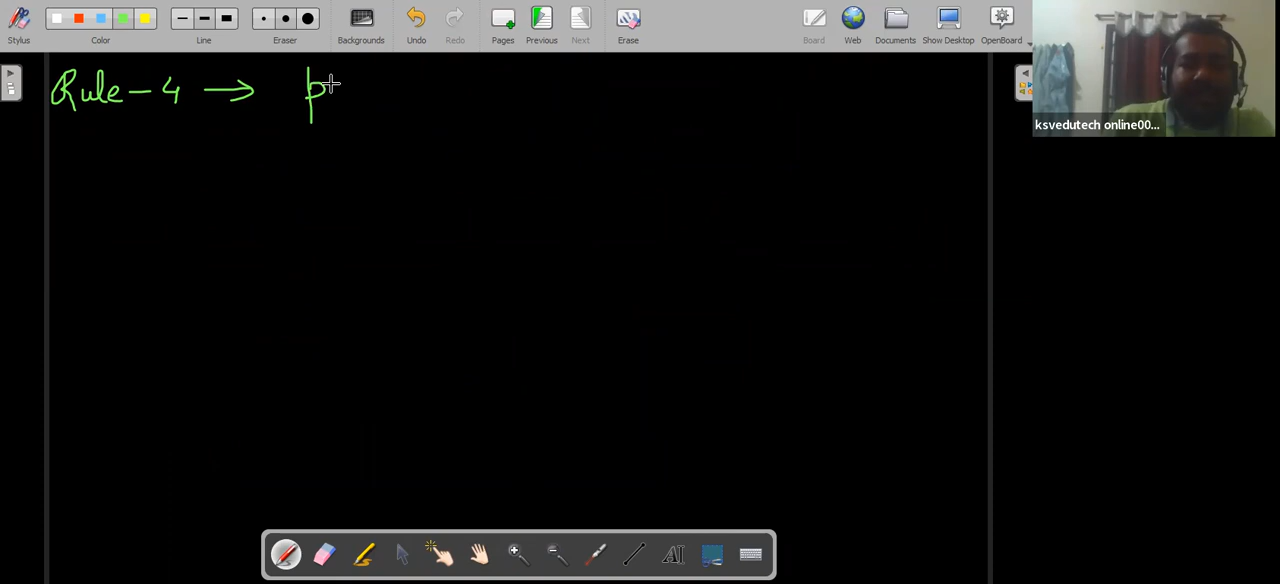 Stylus Color Line Eraser Backgrounds Undo Redo Pages Previous Next Erase Board Web Documents Show Desktop OpenBoard
ksvedutech online00...
Rule - 4 → p
AI